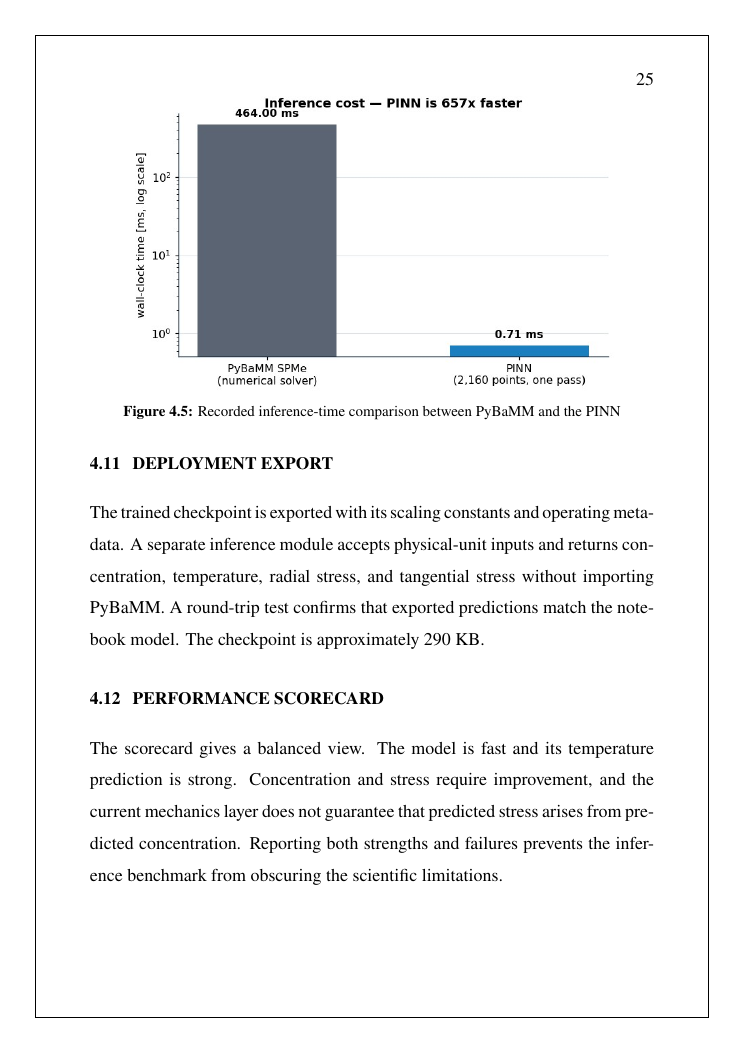 25
Inference cost — PINN is 657x faster
464.00 ms
wall-clock time [ms, log scale]
10²
10¹
10⁰
0.71 ms
PyBaMM SPMe
(numerical solver)
PINN
(2,160 points, one pass)
Figure 4.5: Recorded inference-time comparison between PyBaMM and the PINN
4.11 DEPLOYMENT EXPORT
The trained checkpoint is exported with its scaling constants and operating meta-
data. A separate inference module accepts physical-unit inputs and returns con-
centration, temperature, radial stress, and tangential stress without importing
PyBaMM. A round-trip test confirms that exported predictions match the note-
book model. The checkpoint is approximately 290 KB.
4.12 PERFORMANCE SCORECARD
The scorecard gives a balanced view. The model is fast and its temperature
prediction is strong. Concentration and stress require improvement, and the
current mechanics layer does not guarantee that predicted stress arises from pre-
dicted concentration. Reporting both strengths and failures prevents the infer-
ence benchmark from obscuring the scientific limitations.